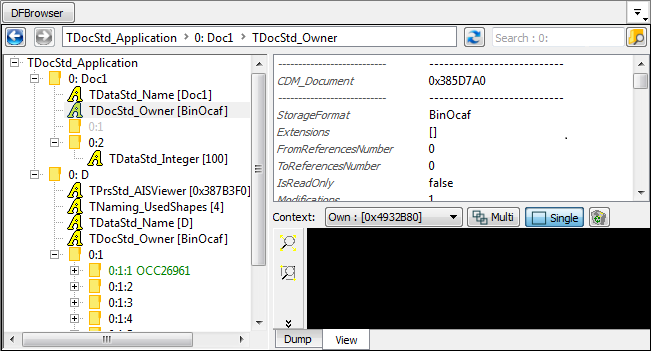 DFBrowser
TDocStd_Application > 0: Doc1 > TDocStd_Owner
Search : 0:
TDocStd_Application
0: Doc1
TDataStd_Name [Doc1]
TDocStd_Owner [BinOcaf]
0:1
0:2
TDataStd_Integer [100]
0: D
TPrsStd_AISViewer [0x387B3F0]
TNaming_UsedShapes [4]
TDataStd_Name [D]
TDocStd_Owner [BinOcaf]
0:1
0:1:1 OCC26961
0:1:2
0:1:3
0:1:4
--------------------------- ---------------------------
CDM_Document 0x385D7A0
--------------------------- ---------------------------
StorageFormat BinOcaf
Extensions []
FromReferencesNumber 0
ToReferencesNumber 0
IsReadOnly false
Modifications 1
Context: Own : [0x4932B80] Multi Single
Dump View